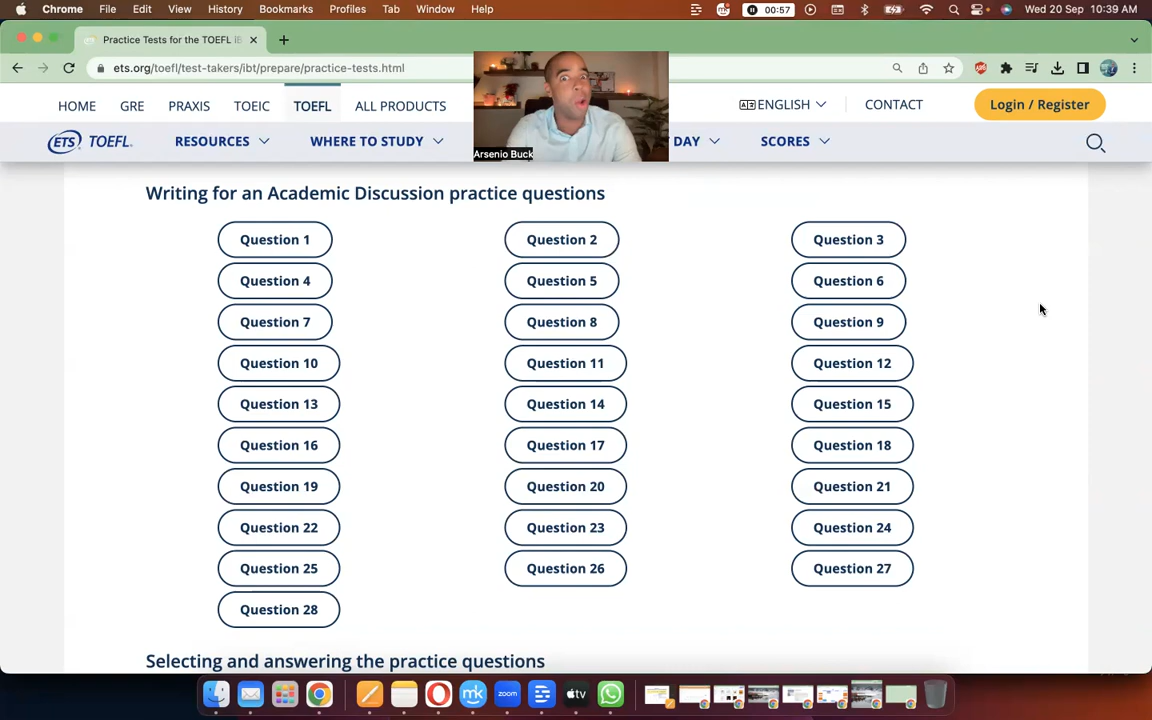 Chrome File Edit View History Bookmarks Profiles Tab Window Help 00:57 Wed 20 Sep 10:39 AM
Practice Tests for the TOEFL iB
ets.org/toefl/test-takers/ibt/prepare/practice-tests.html
HOME GRE PRAXIS TOEIC TOEFL ALL PRODUCTS ENGLISH CONTACT Login / Register
ETS TOEFL. RESOURCES WHERE TO STUDY DAY SCORES
Arsenio Buck
Writing for an Academic Discussion practice questions
Question 1 Question 2 Question 3
Question 4 Question 5 Question 6
Question 7 Question 8 Question 9
Question 10 Question 11 Question 12
Question 13 Question 14 Question 15
Question 16 Question 17 Question 18
Question 19 Question 20 Question 21
Question 22 Question 23 Question 24
Question 25 Question 26 Question 27
Question 28
Selecting and answering the practice questions
mk zoom tv